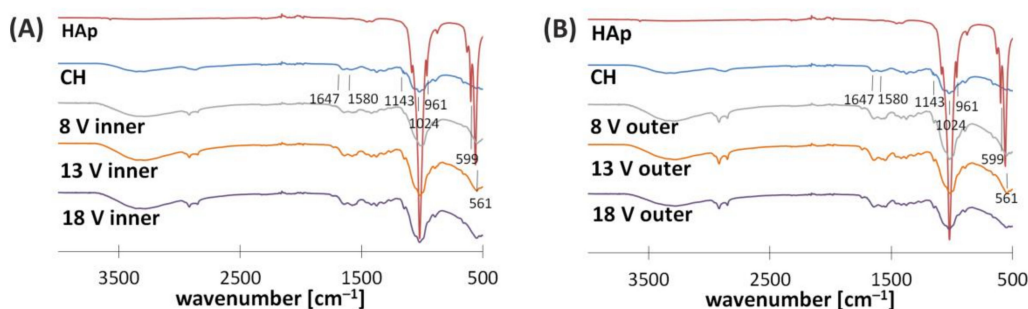 (A)
HAp
CH
1647 1580 1143 961
1024
8 V inner
599
13 V inner
561
18 V inner
3500 2500 1500 500
wavenumber [cm⁻¹]
(B)
HAp
CH
1647 1580 1143 961
1024
8 V outer
599
13 V outer
561
18 V outer
3500 2500 1500 500
wavenumber [cm⁻¹]